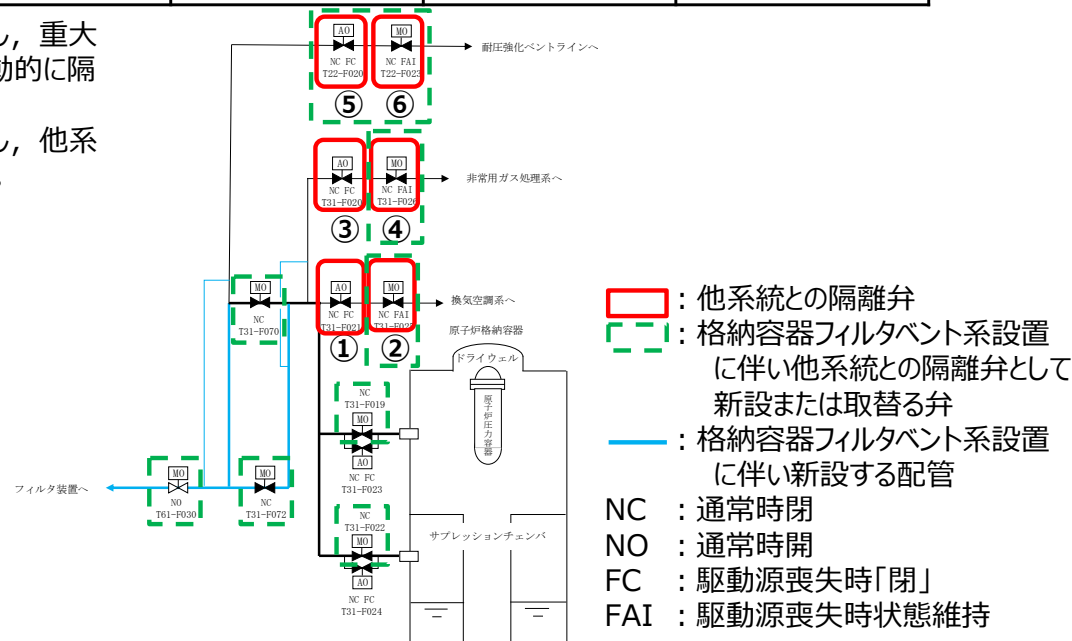 し，重大
動的に隔
し，他系
AO
MO
NC FC
NC FAI
T22-F020
T22-F023
耐圧強化ベントラインへ
⑤
⑥
AO
MO
NC FC
NC FAI
T31-F020
T31-F026
非常用ガス処理系へ
③
④
MO
NC
T31-F070
AO
MO
NC FC
NC FAI
T31-F021
換気空調系へ
①
②
原子炉格納容器
ドライウェル
原子炉圧力容器
NC
T31-F019
MO
AO
NC FC
T31-F023
フィルタ装置へ
MO
NO
T61-F030
MO
NC
T31-F072
NC
T31-F022
MO
AO
NC FC
T31-F024
サプレッションチェンバ
：他系統との隔離弁
：格納容器フィルタベント系設置
に伴い他系統との隔離弁として
新設または取替る弁
：格納容器フィルタベント系設置
に伴い新設する配管
NC ：通常時閉
NO ：通常時開
FC ：駆動源喪失時「閉」
FAI ：駆動源喪失時状態維持